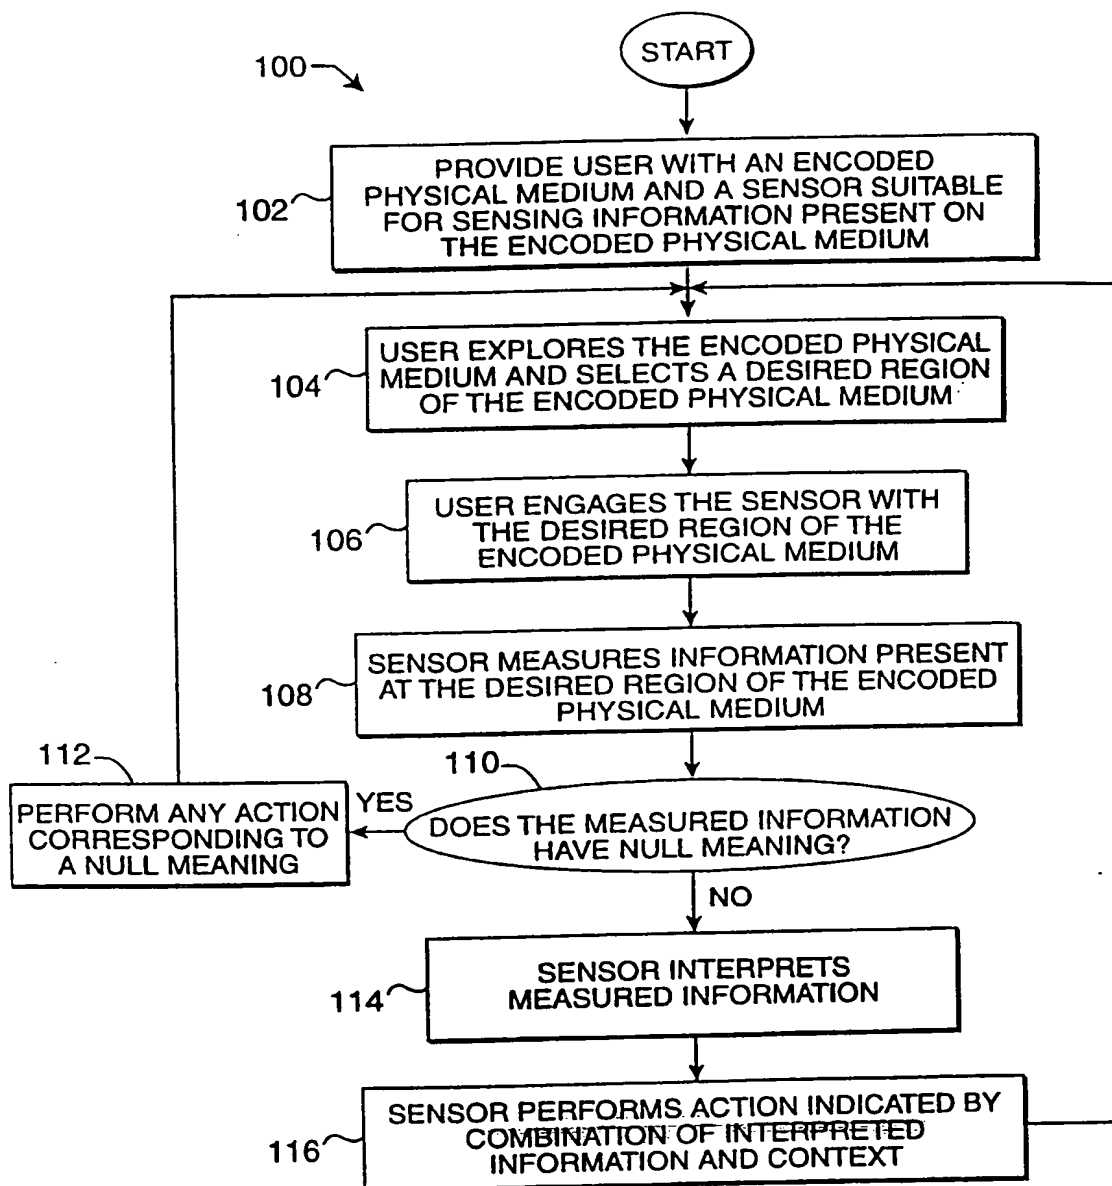 START
100
PROVIDE USER WITH AN ENCODED
PHYSICAL MEDIUM AND A SENSOR SUITABLE
FOR SENSING INFORMATION PRESENT ON
THE ENCODED PHYSICAL MEDIUM
102
USER EXPLORES THE ENCODED PHYSICAL
MEDIUM AND SELECTS A DESIRED REGION
OF THE ENCODED PHYSICAL MEDIUM
104
USER ENGAGES THE SENSOR WITH
THE DESIRED REGION OF THE
ENCODED PHYSICAL MEDIUM
106
SENSOR MEASURES INFORMATION PRESENT
AT THE DESIRED REGION OF THE ENCODED
PHYSICAL MEDIUM
108
112
110
PERFORM ANY ACTION
CORRESPONDING TO
A NULL MEANING
YES
DOES THE MEASURED INFORMATION
HAVE NULL MEANING?
NO
SENSOR INTERPRETS
MEASURED INFORMATION
114
SENSOR PERFORMS ACTION INDICATED BY
COMBINATION OF INTERPRETED
INFORMATION AND CONTEXT
116